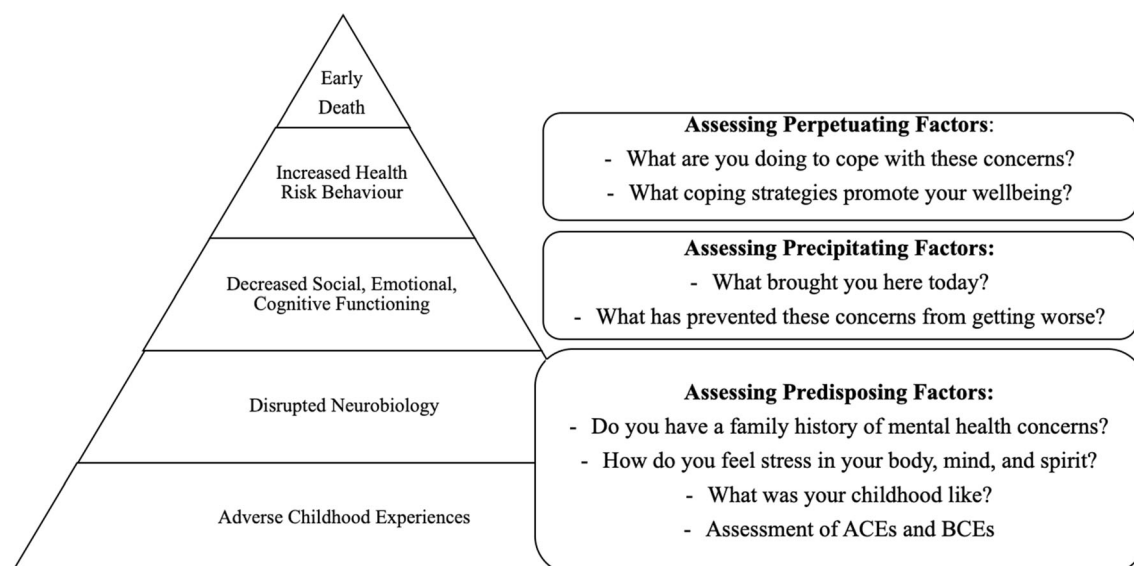 Early
Death
Increased Health
Risk Behaviour
Decreased Social, Emotional,
Cognitive Functioning
Disrupted Neurobiology
Adverse Childhood Experiences
Assessing Perpetuating Factors:
- What are you doing to cope with these concerns?
- What coping strategies promote your wellbeing?
Assessing Precipitating Factors:
- What brought you here today?
- What has prevented these concerns from getting worse?
Assessing Predisposing Factors:
- Do you have a family history of mental health concerns?
- How do you feel stress in your body, mind, and spirit?
- What was your childhood like?
- Assessment of ACEs and BCEs